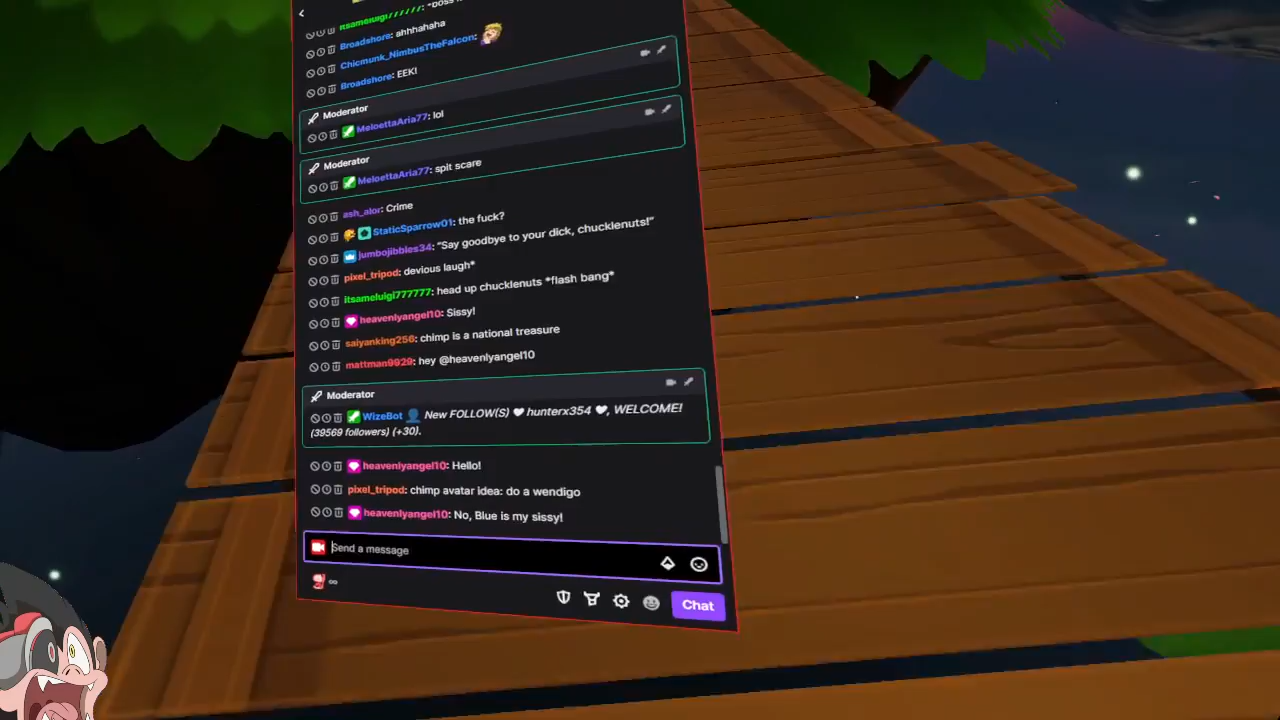 itsameluigi777777: "boss
Broadshore: ahhhahaha
Chicmunk_NimbusTheFalcon:
Broadshore: EEK!
Moderator
MeloettaAria77: lol
Moderator
MeloettaAria77: spit scare
ash_alor: Crime
StaticSparrow01: the fuck?
jumbojibbles34: "Say goodbye to your dick, chucklenuts!"
pixel_tripod: devious laugh*
itsameluigi777777: head up chucklenuts *flash bang*
heavenlyangel10: Sissy!
saiyanking256: chimp is a national treasure
mattman9929: hey @heavenlyangel10
Moderator
WizeBot 👤 New FOLLOW(S) ♥ hunterx354 ♥, WELCOME!
(39569 followers) (+30).
heavenlyangel10: Hello!
pixel_tripod: chimp avatar idea: do a wendigo
heavenlyangel10: No, Blue is my sissy!
Send a message
∞
Chat